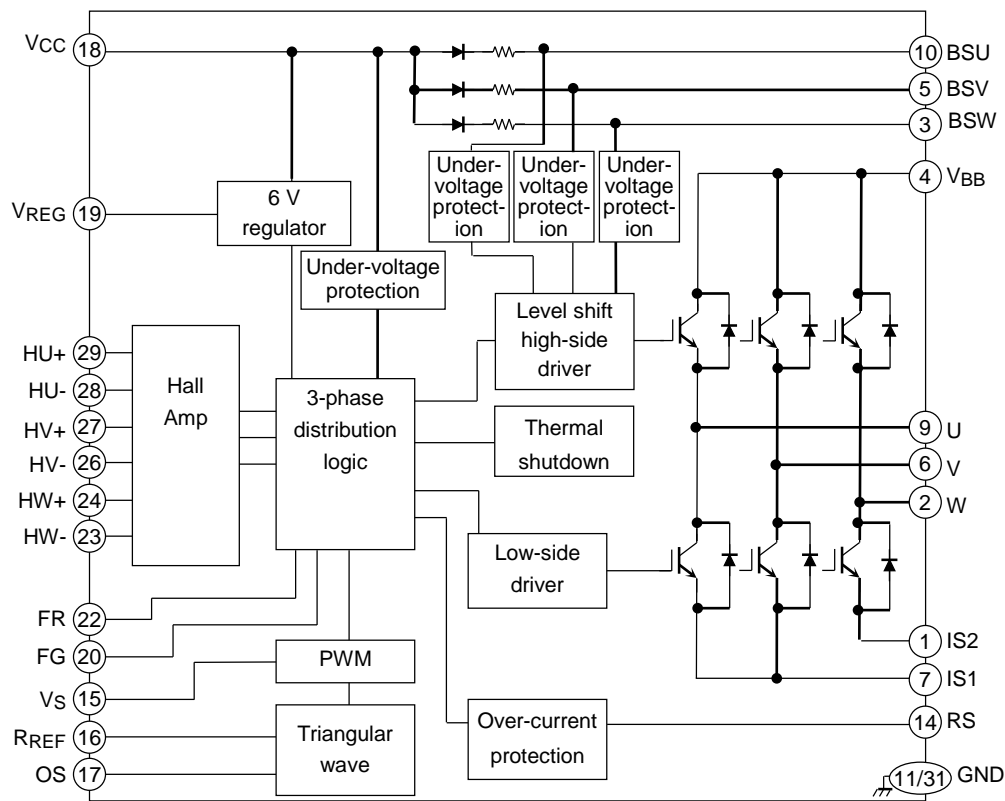 VCC 18
10 BSU
5 BSV
3 BSW
4 VBB
VREG 19
6 V
regulator
Under-
voltage
protect-
ion
Under-
voltage
protect-
ion
Under-
voltage
protect-
ion
Under-voltage
protection
Level shift
high-side
driver
HU+ 29
HU- 28
HV+ 27
HV- 26
HW+ 24
HW- 23
Hall
Amp
3-phase
distribution
logic
Thermal
shutdown
9 U
6 V
2 W
Low-side
driver
FR 22
FG 20
VS 15
RREF 16
OS 17
PWM
Triangular
wave
Over-current
protection
1 IS2
7 IS1
14 RS
11/31 GND